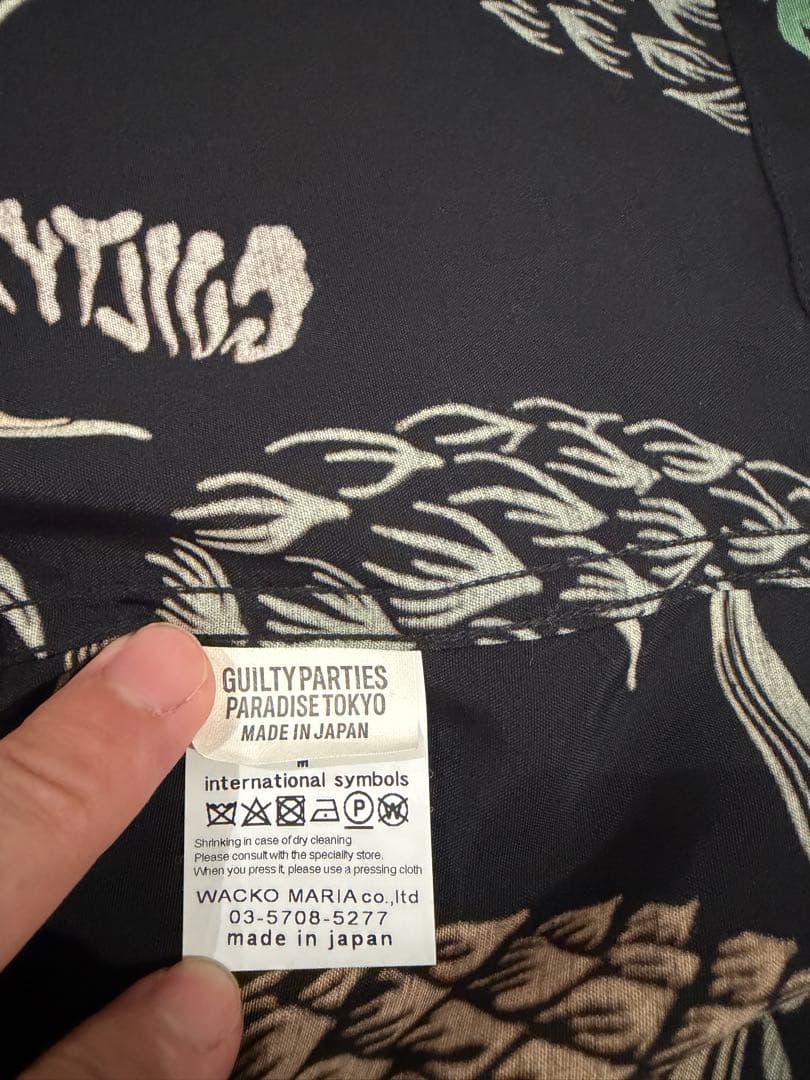 GUILTY PARTIES
PARADISE TOKYO
MADE IN JAPAN
M
international symbols
P W
Shrinking in case of dry cleaning
Please consult with the specialty store.
When you press it, please use a pressing cloth
WACKO MARIA co.,ltd
03-5708-5277
made in japan